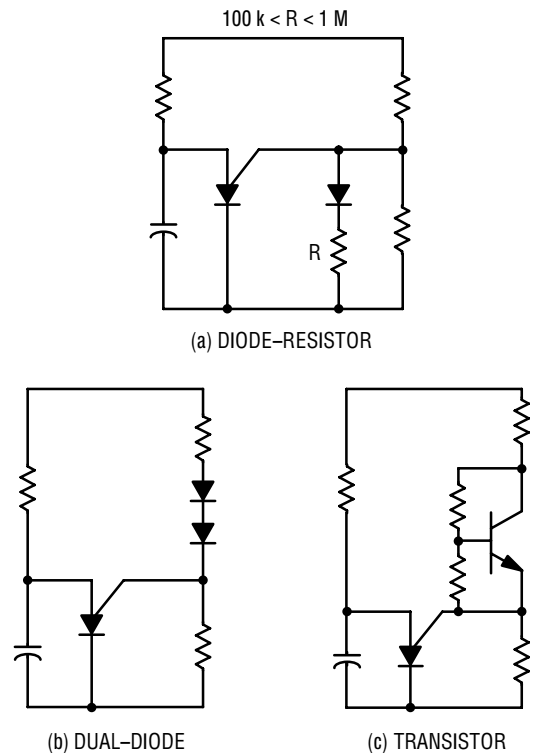 100 k < R < 1 M
R
(a) DIODE–RESISTOR
(b) DUAL–DIODE
(c) TRANSISTOR